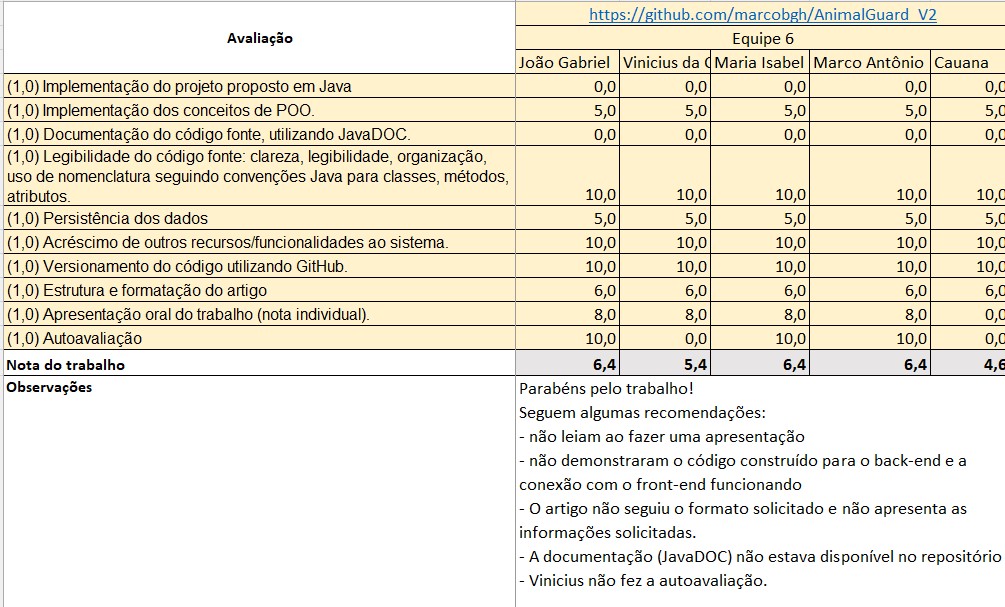 https://github.com/marcobgh/AnimalGuard_V2
Avaliação
Equipe 6
João Gabriel Vinicius da Maria Isabel Marco Antônio Cauana
(1,0) Implementação do projeto proposto em Java 0,0 0,0 0,0 0,0 0,0
(1,0) Implementação dos conceitos de POO. 5,0 5,0 5,0 5,0 5,0
(1,0) Documentação do código fonte, utilizando JavaDOC. 0,0 0,0 0,0 0,0 0,0
(1,0) Legibilidade do código fonte: clareza, legibilidade, organização,
uso de nomenclatura seguindo convenções Java para classes, métodos,
atributos. 10,0 10,0 10,0 10,0 10,0
(1,0) Persistência dos dados 5,0 5,0 5,0 5,0 5,0
(1,0) Acréscimo de outros recursos/funcionalidades ao sistema. 10,0 10,0 10,0 10,0 10,0
(1,0) Versionamento do código utilizando GitHub. 10,0 10,0 10,0 10,0 10,0
(1,0) Estrutura e formatação do artigo 6,0 6,0 6,0 6,0 6,0
(1,0) Apresentação oral do trabalho (nota individual). 8,0 8,0 8,0 8,0 0,0
(1,0) Autoavaliação 10,0 0,0 10,0 10,0 0,0
Nota do trabalho 6,4 5,4 6,4 6,4 4,6
Observações
Parabéns pelo trabalho!
Seguem algumas recomendações:
- não leiam ao fazer uma apresentação
- não demonstraram o código construído para o back-end e a
conexão com o front-end funcionando
- O artigo não seguiu o formato solicitado e não apresenta as
informações solicitadas.
- A documentação (JavaDOC) não estava disponível no repositório
- Vinicius não fez a autoavaliação.